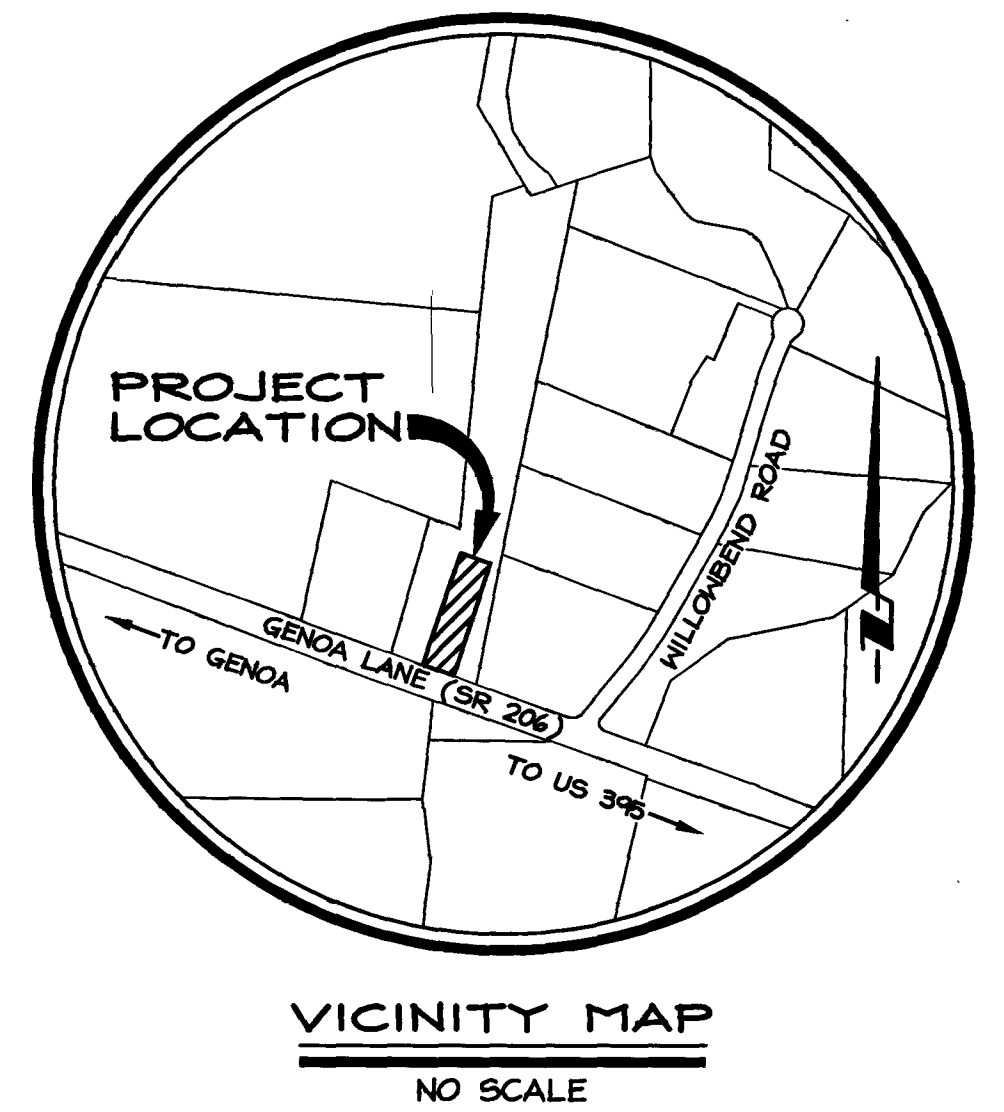 PROJECT
LOCATION
WILLOWBEND ROAD
GENOA LANE (SR 206)
TO GENOA
TO US 395
VICINITY MAP
NO SCALE